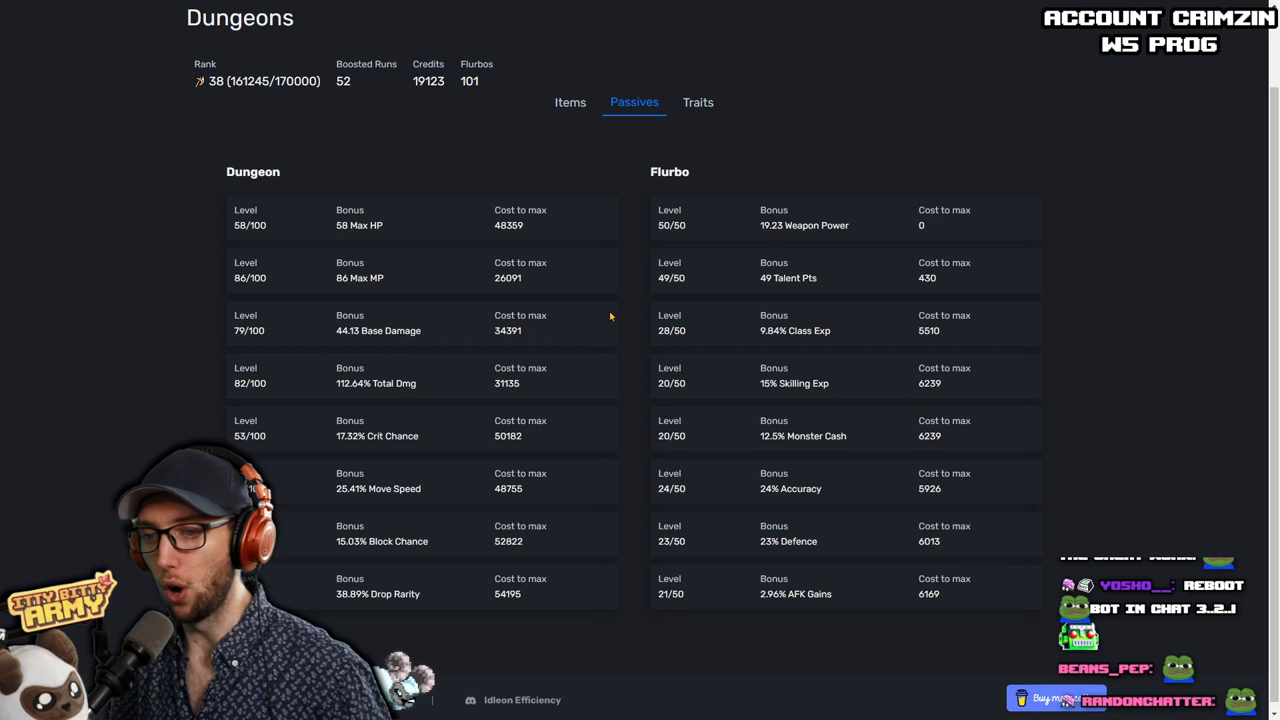 Dungeons
ACCOUNT CRIMZIN
W5 PROG
Rank
Boosted Runs
Credits
Flurbos
38 (161245/170000)
52
19123
101
Items
Passives
Traits
Dungeon
Flurbo
Level
Bonus
Cost to max
58/100
58 Max HP
48359
Level
Bonus
Cost to max
50/50
19.23 Weapon Power
0
Level
Bonus
Cost to max
86/100
86 Max MP
26091
Level
Bonus
Cost to max
49/50
49 Talent Pts
430
Level
Bonus
Cost to max
79/100
44.13 Base Damage
34391
Level
Bonus
Cost to max
28/50
9.84% Class Exp
5510
Level
Bonus
Cost to max
82/100
112.64% Total Dmg
31135
Level
Bonus
Cost to max
20/50
15% Skilling Exp
6239
Level
Bonus
Cost to max
53/100
17.32% Crit Chance
50182
Level
Bonus
Cost to max
20/50
12.5% Monster Cash
6239
Bonus
Cost to max
25.41% Move Speed
48755
Level
Bonus
Cost to max
24/50
24% Accuracy
5926
Bonus
Cost to max
15.03% Block Chance
52822
Level
Bonus
Cost to max
23/50
23% Defence
6013
Bonus
Cost to max
38.89% Drop Rarity
54195
Level
Bonus
Cost to max
21/50
2.96% AFK Gains
6169
YOSHO__: REBOOT
BOT IN CHAT 3..2..1
BEANS_PEP:
RANDONCHATTER:
ITTY BITTY
ARMY
Idleon Efficiency
Buy m